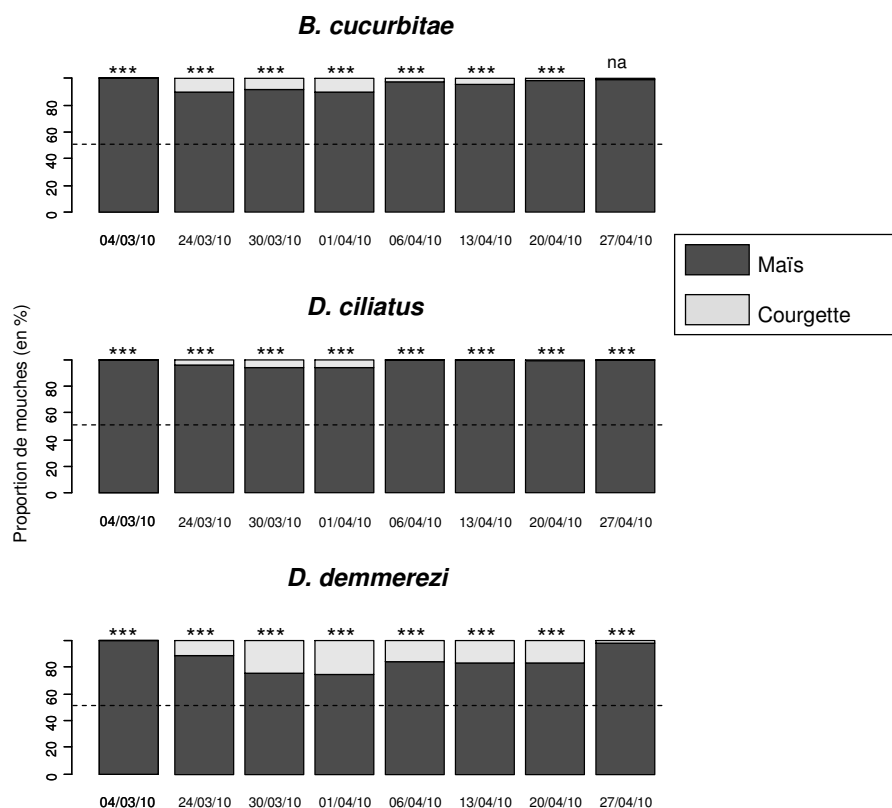 B. cucurbitae
*** *** *** *** *** *** *** na
0 20 40 60 80
04/03/10 24/03/10 30/03/10 01/04/10 06/04/10 13/04/10 20/04/10 27/04/10
Maïs
Courgette
Proportion de mouches (en %)
D. ciliatus
*** *** *** *** *** *** *** ***
0 20 40 60 80
04/03/10 24/03/10 30/03/10 01/04/10 06/04/10 13/04/10 20/04/10 27/04/10
D. demmerezi
*** *** *** *** *** *** *** ***
0 20 40 60 80
04/03/10 24/03/10 30/03/10 01/04/10 06/04/10 13/04/10 20/04/10 27/04/10